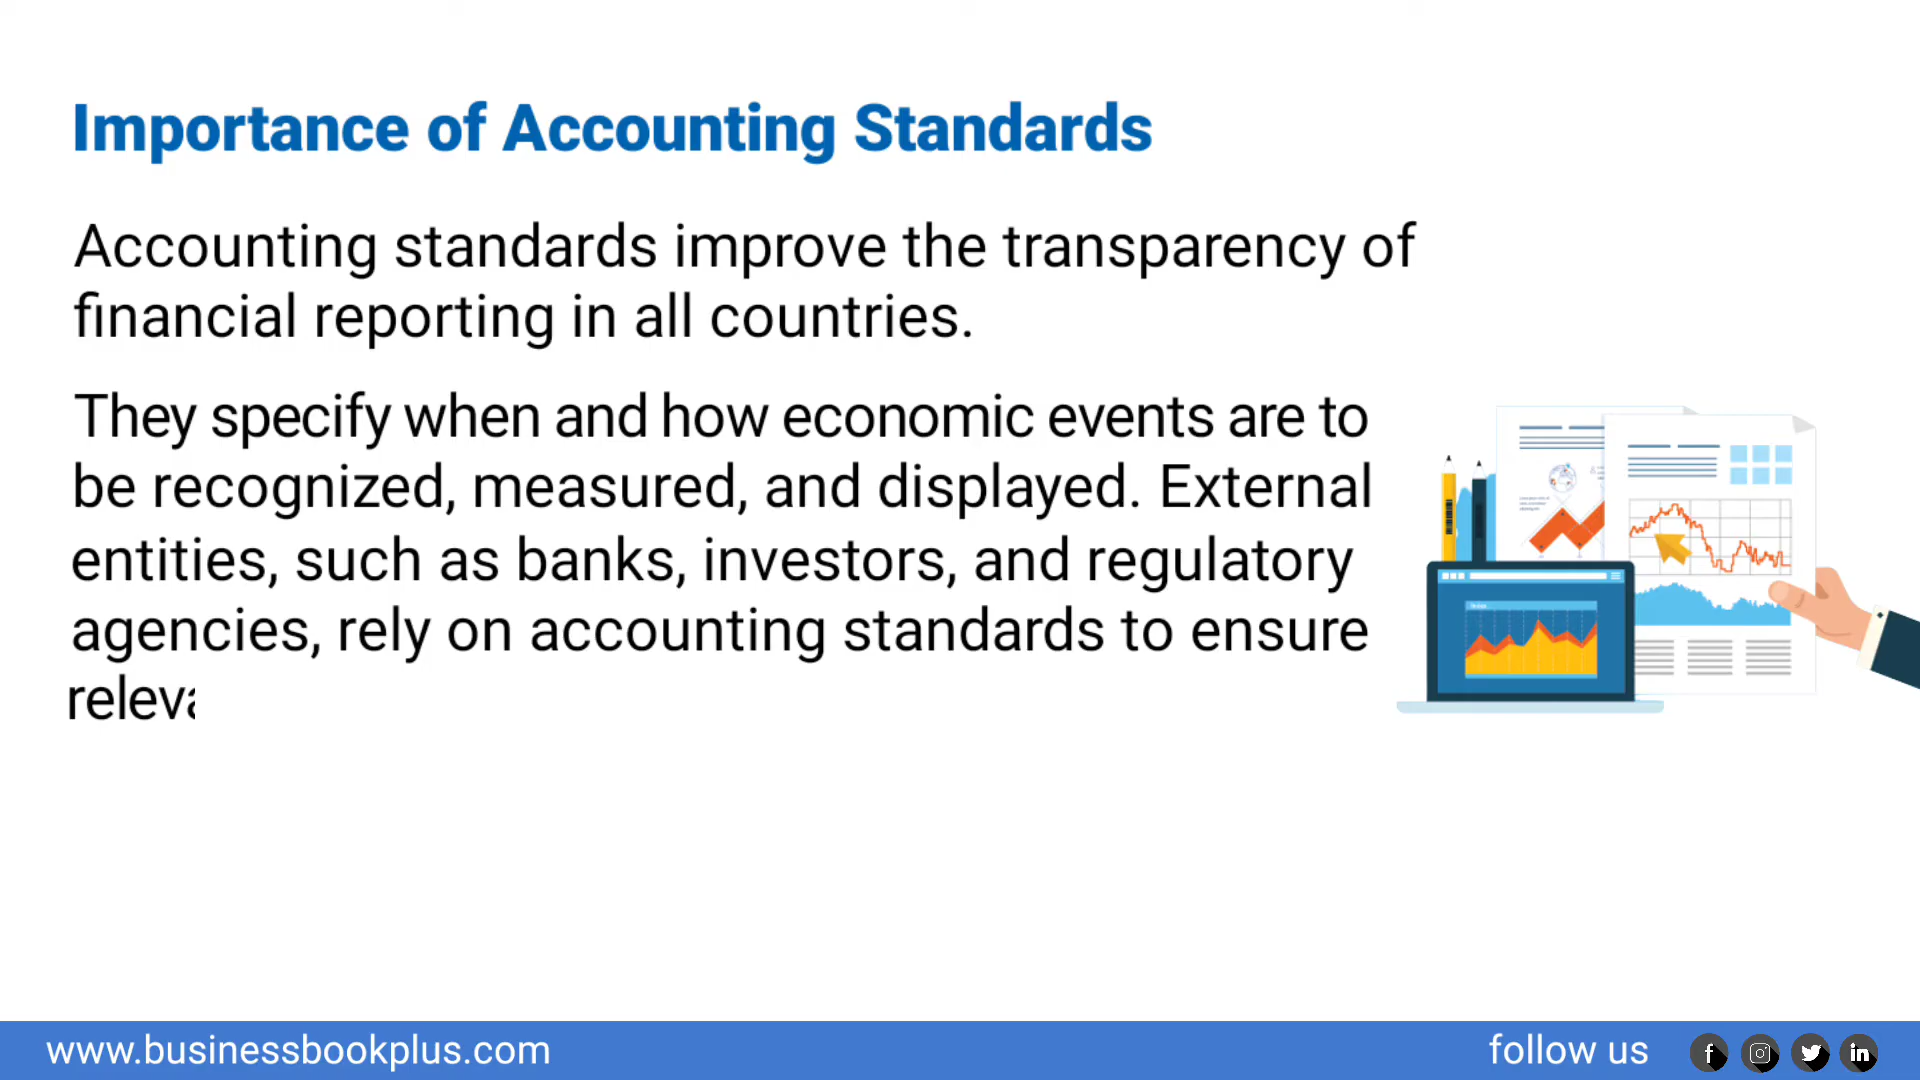 Importance of Accounting Standards
Accounting standards improve the transparency of
financial reporting in all countries.
They specify when and how economic events are to
be recognized, measured, and displayed. External
entities, such as banks, investors, and regulatory
agencies, rely on accounting standards to ensure
www.businessbookplus.com
follow us